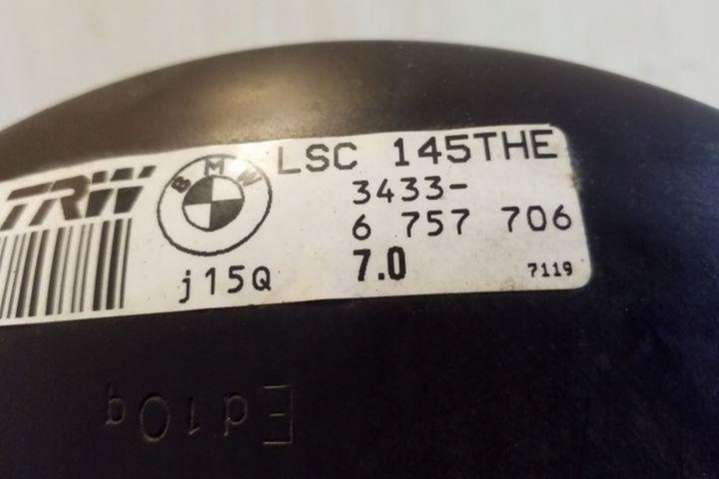 TRW BMW LSC 145THE
3433-
6 757 706
j15Q 7.0 7119
Ed10q